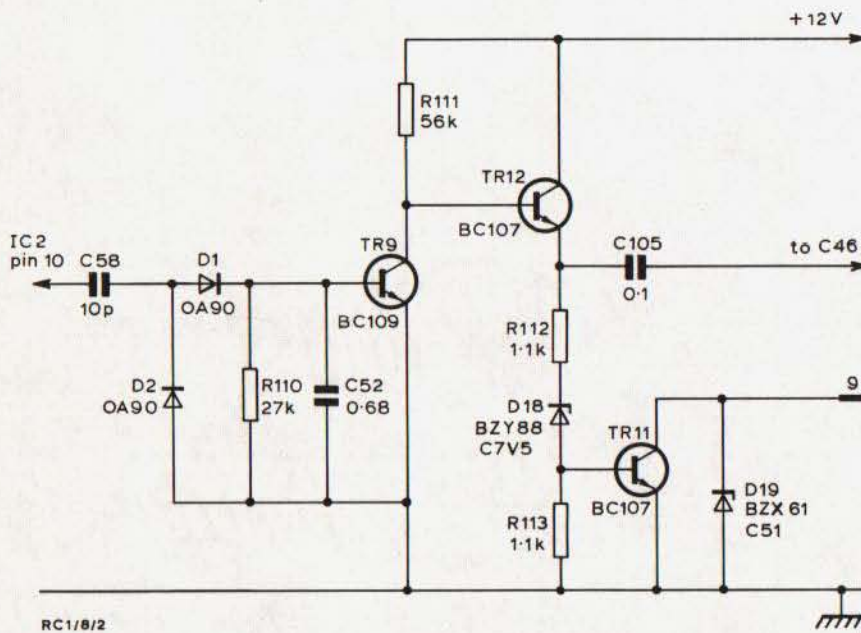 +12V
R111
56k
TR12
BC107
IC2
pin 10
C58
10p
D1
OA90
TR9
BC109
C105
0·1
to C46
R112
1·1k
D2
OA90
R110
27k
C52
0·68
D18
BZY88
C7V5
TR11
BC107
9
D19
BZX 61
C51
R113
1·1k
RC1/8/2